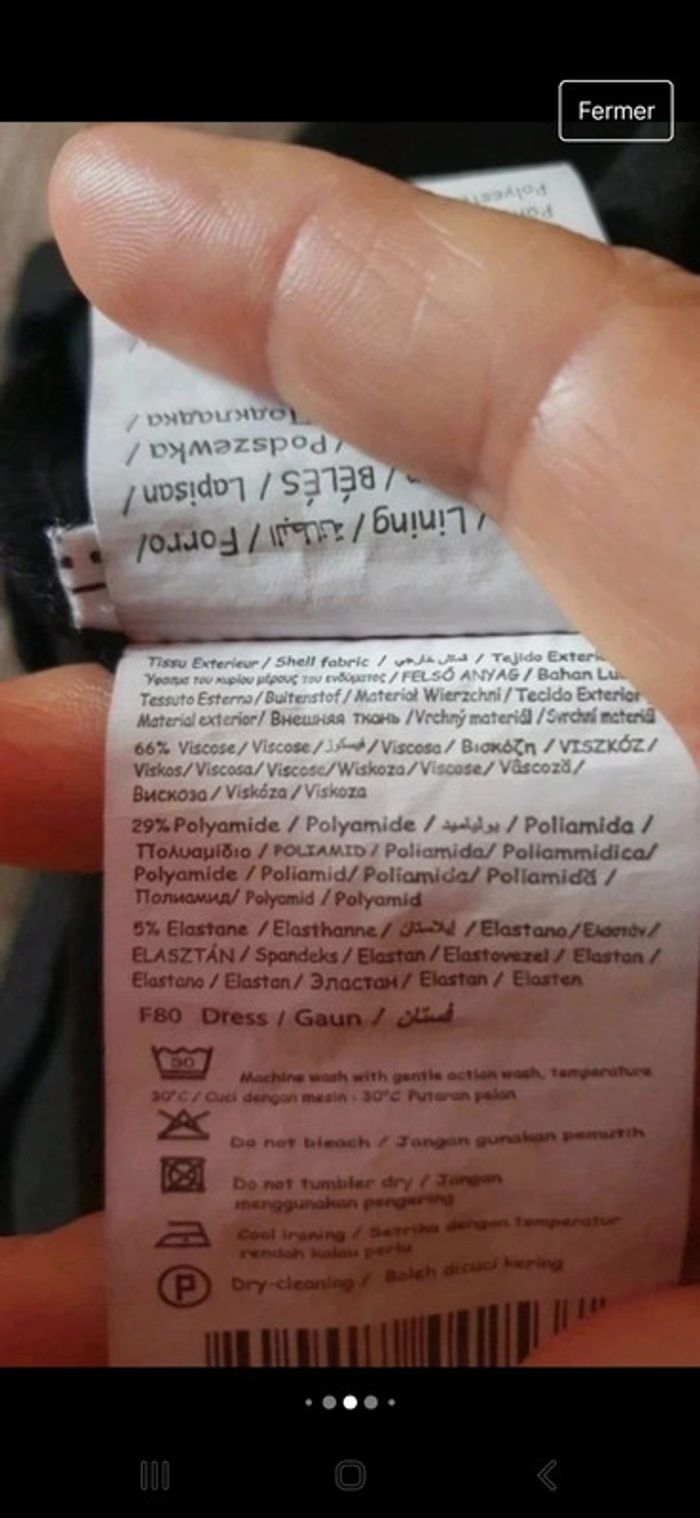 Fermer
Polyest
Подкладка /
/ Podszewka /
/ BÉLÉS / Lapisan /
/ Lining / البطانة / Forro/
Tissu Exterieur / Shell fabric / قماش خارجي / Tejido Exteri
Ύφασμα του κυρίου μέρους του ενδύματος / FELSŐ ANYAG / Bahan Lu
Tessuto Esterno / Buitenstof / Materiał Wierzchni / Tecido Exterior
Material exterior/ Внешняя ткань /Vrchný materiál /Svrchní materiá
66% Viscose / Viscose / فيسكوز / Viscosa / Βισκόζη / VISZKÓZ /
Viskos/ Viscosa/ Viscose/Wiskoza/Viscose/ Vâscoză/
Вискоза / Viskóza / Viskoza
29% Polyamide / Polyamide / بولياميد / Poliamida /
Πολυαμίδιο / POLIAMID / Poliamida/ Poliammidica/
Polyamide / Poliamid/ Poliamida/ Poliamidă /
Полиамид/ Polyamid / Polyamid
5% Elastane / Elasthanne / إيلاستان / Elastano / Ελαστάν /
ELASZTÁN / Spandeks / Elastan / Elastovezel / Elastan /
Elastano / Elastan / Эластан / Elastan / Elasten
F80 Dress / Gaun / فستان
30
Machine wash with gentle action wash, temperature
30°C / Cuci dengan mesin : 30°C Putaran pelan
Do not bleach / Jangan gunakan pemutih
Do not tumbler dry / Jangan
menggunakan pengering
Cool ironing / Setrika dengan temperatur
rendah kalau perlu
P
Dry-cleaning / Boleh dicuci kering